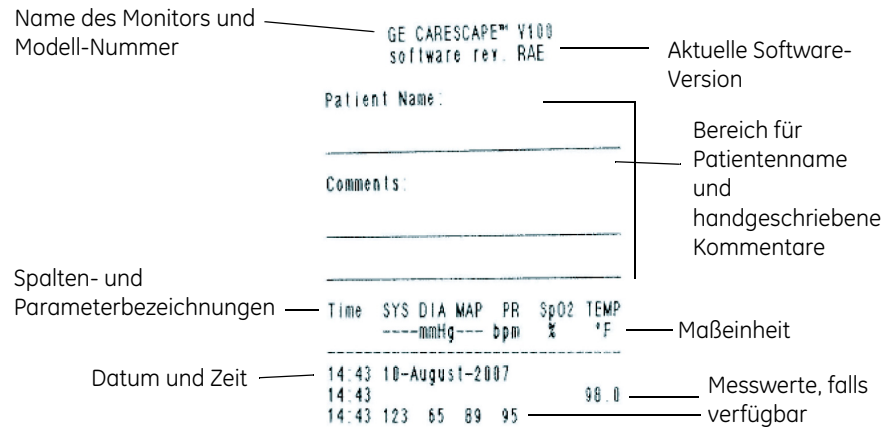 Name des Monitors und
Modell-Nummer
GE CARESCAPE™ V100
software rev. RAE
Aktuelle Software-
Version
Patient Name:
Bereich für
Patientenname
und
handgeschriebene
Kommentare
Comments:
Spalten- und
Parameterbezeichnungen
Time SYS DIA MAP PR SpO2 TEMP
----mmHg--- bpm % °F
Maßeinheit
Datum und Zeit
14:43 10-August-2007
14:43 98.0
14:43 123 65 89 95
Messwerte, falls
verfügbar